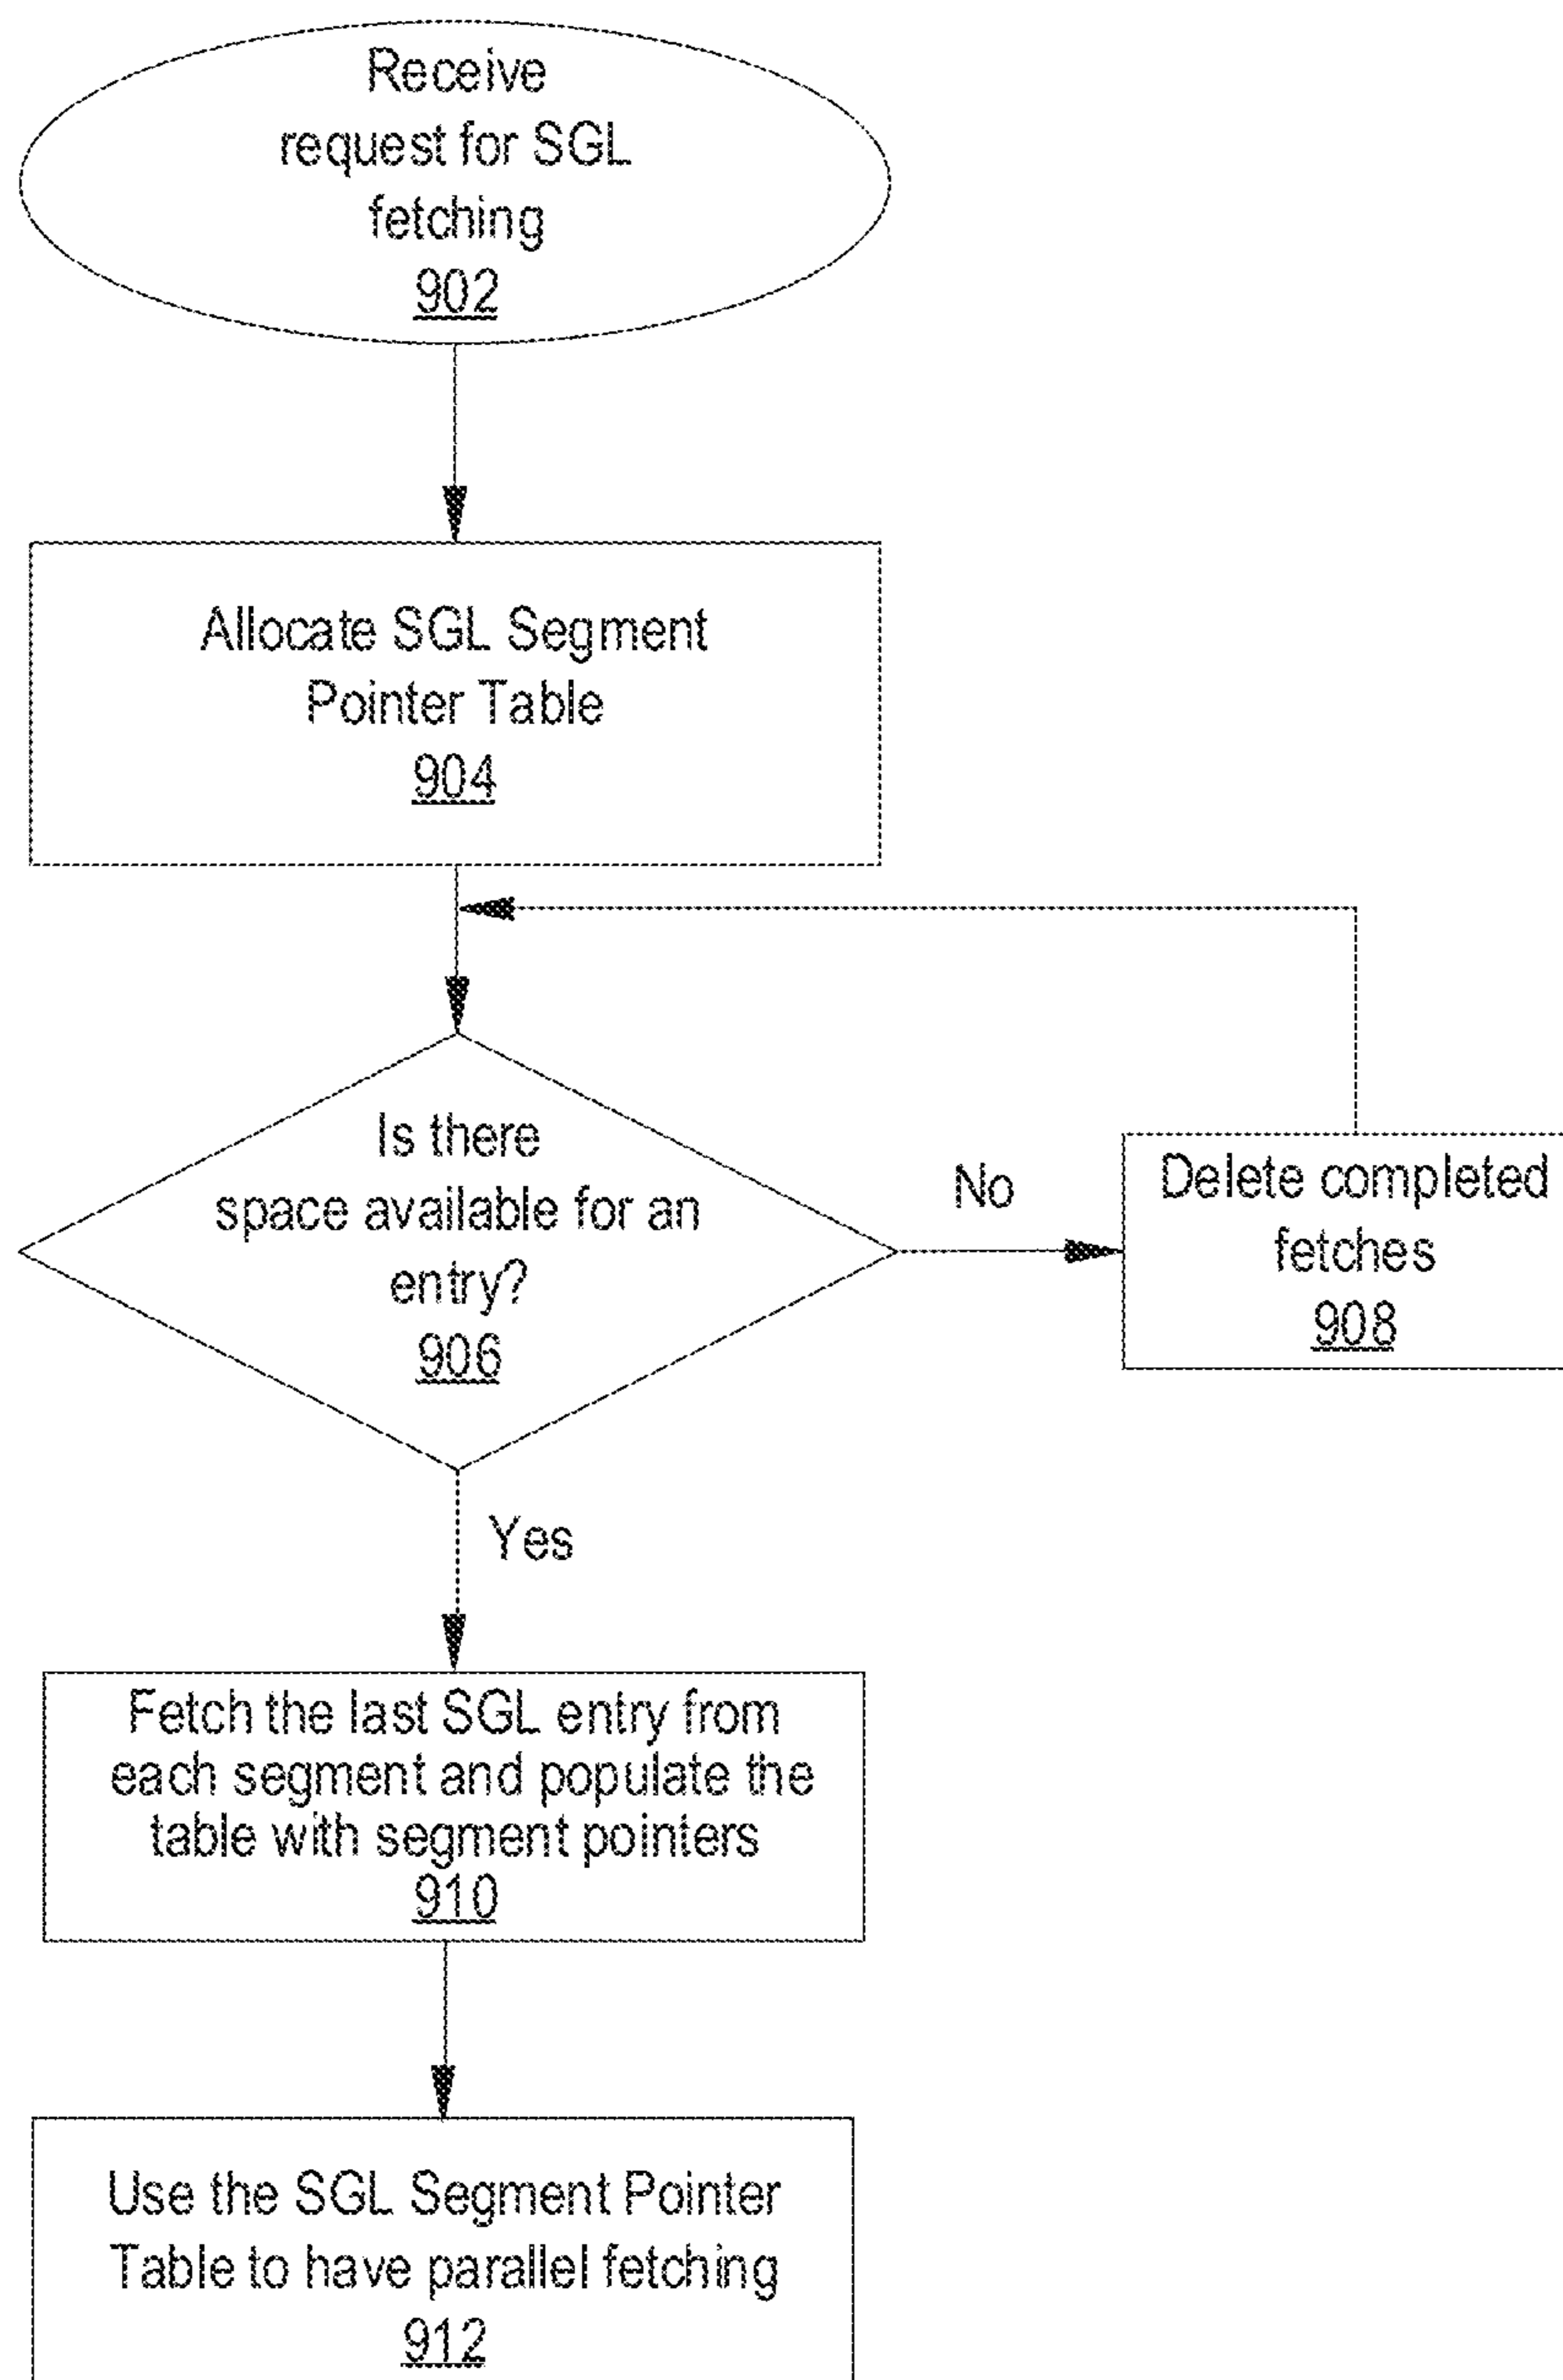 Receive
request for SGL
fetching
902
Allocate SGL Segment
Pointer Table
904
Is there
space available for an
entry?
906
No
Delete completed
fetches
908
Yes
Fetch the last SGL entry from
each segment and populate the
table with segment pointers
910
Use the SGL Segment Pointer
Table to have parallel fetching
912